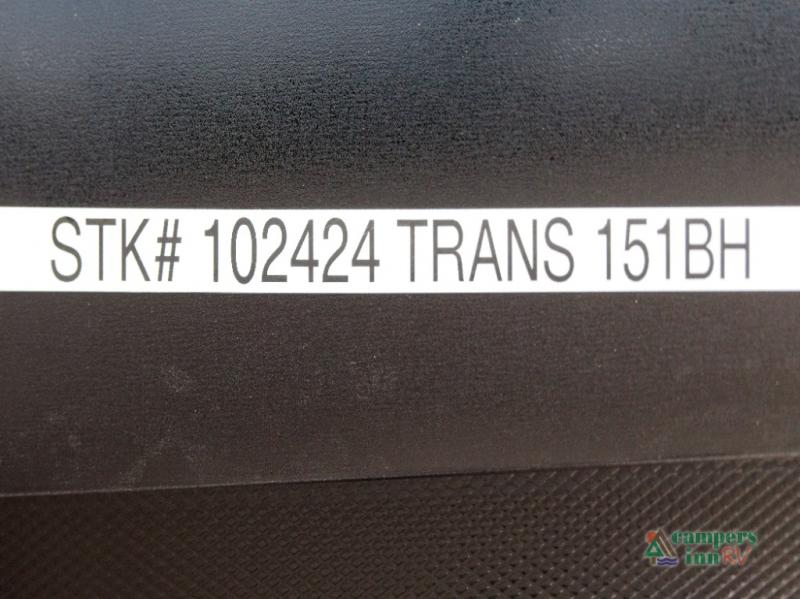 STK# 102424 TRANS 151BH
campers
inn RV